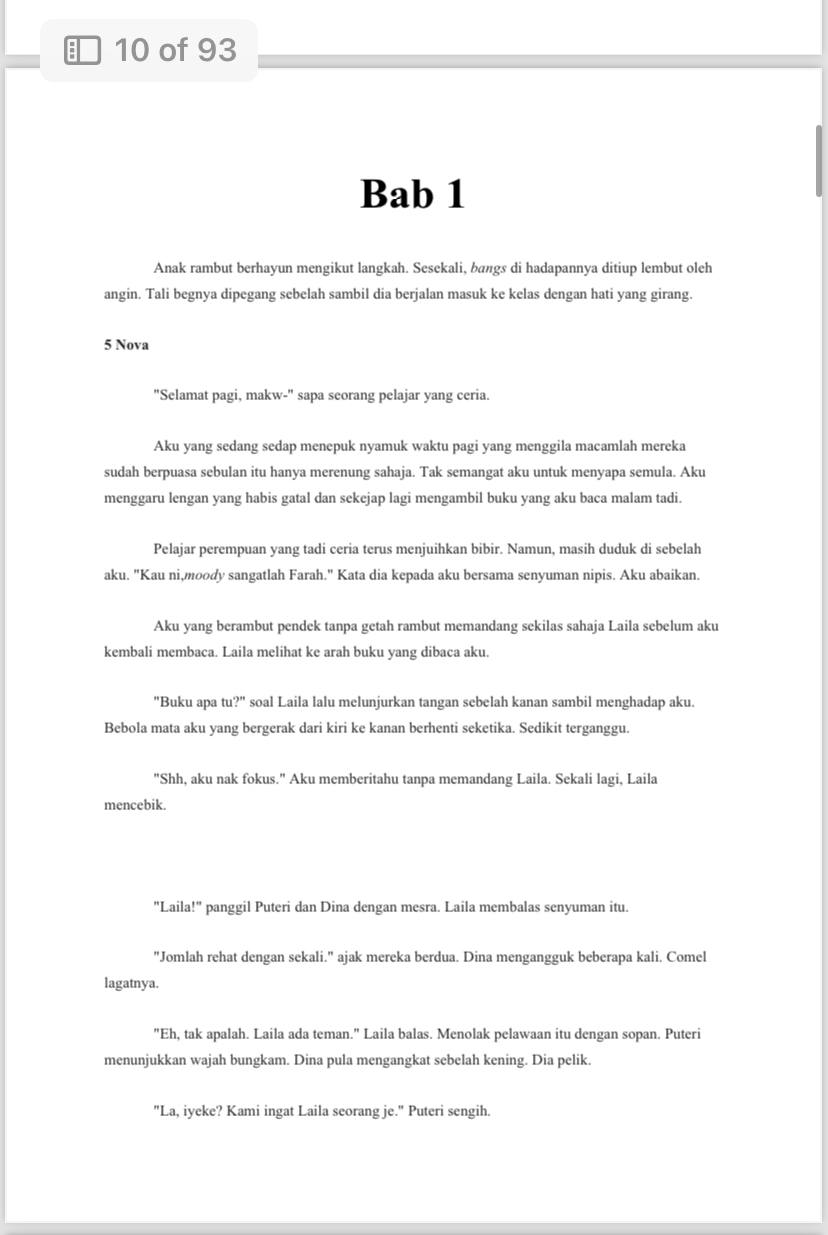 10 of 93
Bab 1
Anak rambut berhayun mengikut langkah. Sesekali, bangs di hadapannya ditiup lembut oleh
angin. Tali begnya dipegang sebelah sambil dia berjalan masuk ke kelas dengan hati yang girang.
5 Nova
"Selamat pagi, makw-" sapa seorang pelajar yang ceria.
Aku yang sedang sedap menepuk nyamuk waktu pagi yang menggila macamlah mereka
sudah berpuasa sebulan itu hanya merenung sahaja. Tak semangat aku untuk menyapa semula. Aku
menggaru lengan yang habis gatal dan sekejap lagi mengambil buku yang aku baca malam tadi.
Pelajar perempuan yang tadi ceria terus menjuihkan bibir. Namun, masih duduk di sebelah
aku. "Kau ni,moody sangatlah Farah." Kata dia kepada aku bersama senyuman nipis. Aku abaikan.
Aku yang berambut pendek tanpa getah rambut memandang sekilas sahaja Laila sebelum aku
kembali membaca. Laila melihat ke arah buku yang dibaca aku.
"Buku apa tu?" soal Laila lalu melunjurkan tangan sebelah kanan sambil menghadap aku.
Bebola mata aku yang bergerak dari kiri ke kanan berhenti seketika. Sedikit terganggu.
"Shh, aku nak fokus." Aku memberitahu tanpa memandang Laila. Sekali lagi, Laila
mencebik.
"Laila!" panggil Puteri dan Dina dengan mesra. Laila membalas senyuman itu.
"Jomlah rehat dengan sekali." ajak mereka berdua. Dina mengangguk beberapa kali. Comel
lagatnya.
"Eh, tak apalah. Laila ada teman." Laila balas. Menolak pelawaan itu dengan sopan. Puteri
menunjukkan wajah bungkam. Dina pula mengangkat sebelah kening. Dia pelik.
"La, iyeke? Kami ingat Laila seorang je." Puteri sengih.